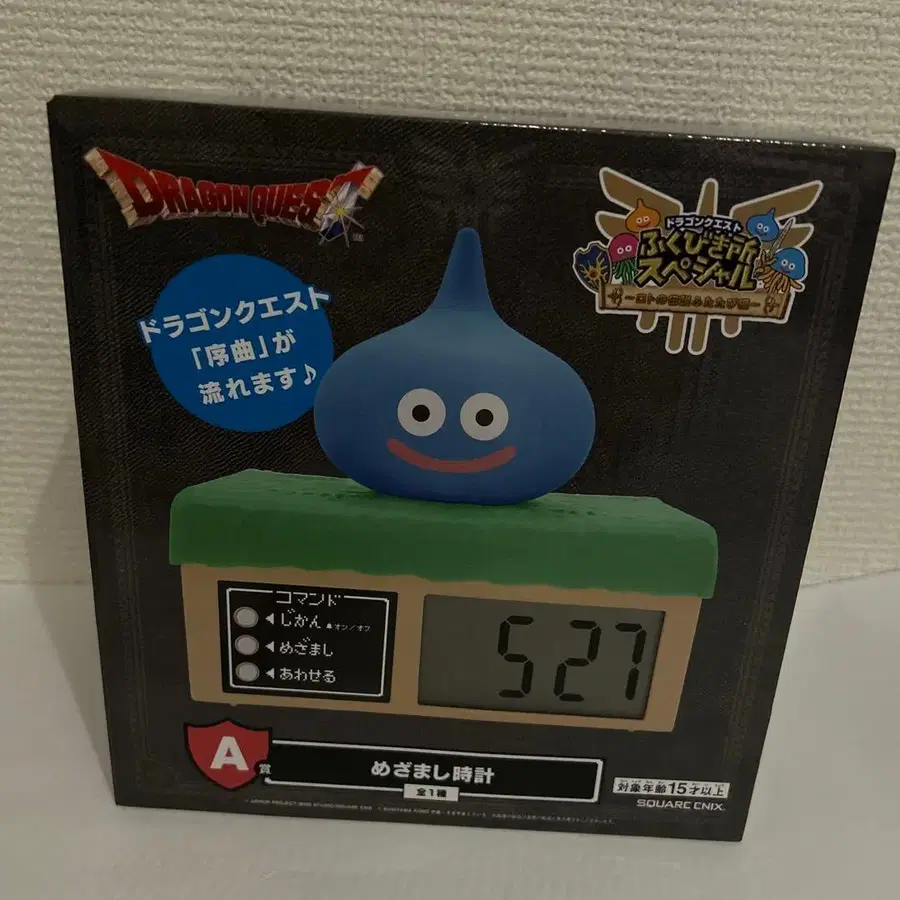 DRAGON QUEST
ドラゴンクエスト
ふくびき所
スペシャル
ドラゴンクエスト
「序曲」が
流れます♪
コマンド
◀じかん オン/オフ
◀めざまし
◀あわせる
527
A賞
めざまし時計
全1種
対象年齢15才以上
SQUARE ENIX